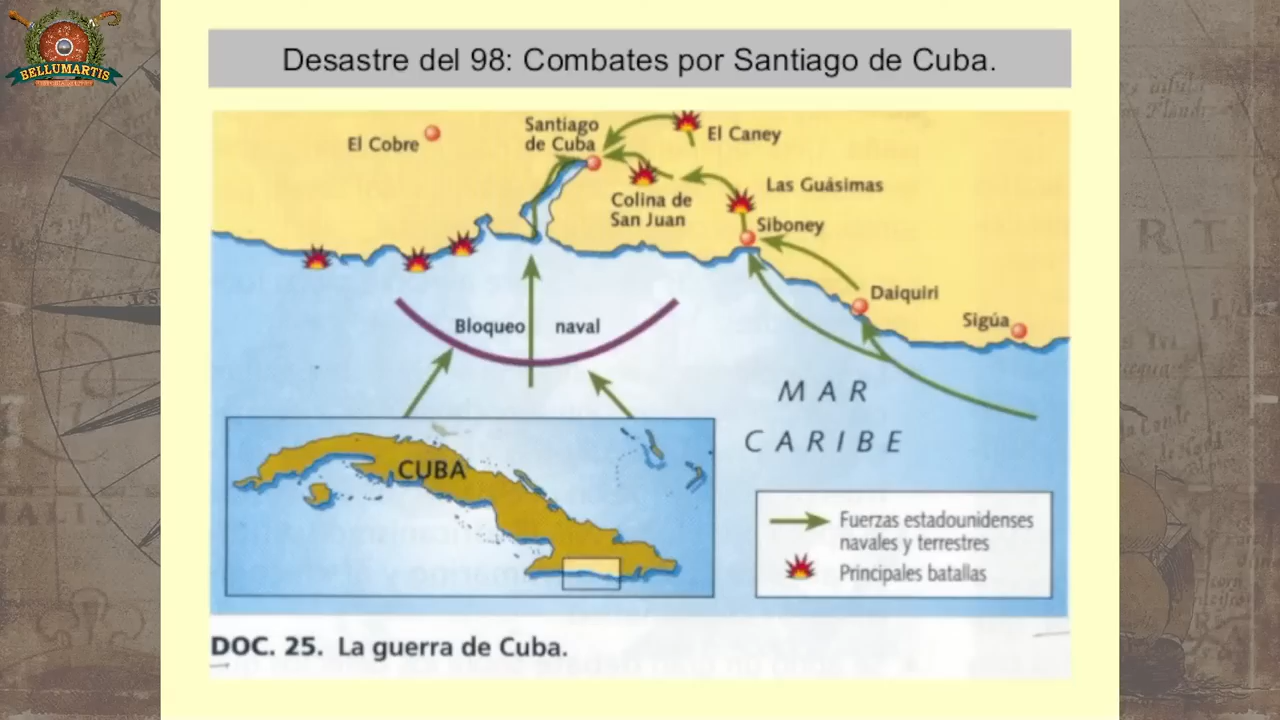 BELLUMARTIS
Desastre del 98: Combates por Santiago de Cuba.
El Cobre
Santiago
de Cuba
El Caney
Las Guásimas
Colina de
San Juan
Siboney
Daiquiri
Sigúa
Bloqueo naval
MAR
CARIBE
CUBA
Fuerzas estadounidenses
navales y terrestres
Principales batallas
DOC. 25. La guerra de Cuba.